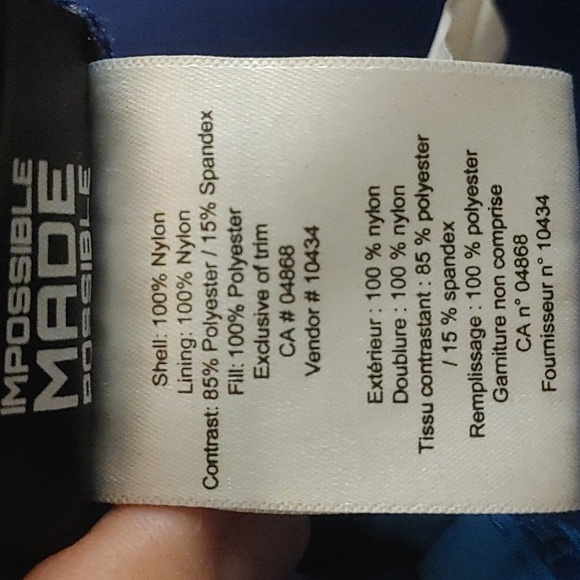 IMPOSSIBLE
MADE
POSSIBLE
Shell: 100% Nylon
Lining: 100% Nylon
Contrast: 85% Polyester / 15% Spandex
Fill: 100% Polyester
Exclusive of trim
CA # 04868
Vendor # 10434
Extérieur : 100 % nylon
Doublure : 100 % nylon
Tissu contrastant : 85 % polyester
/ 15 % spandex
Remplissage : 100 % polyester
Garniture non comprise
CA n° 04868
Fournisseur n° 10434